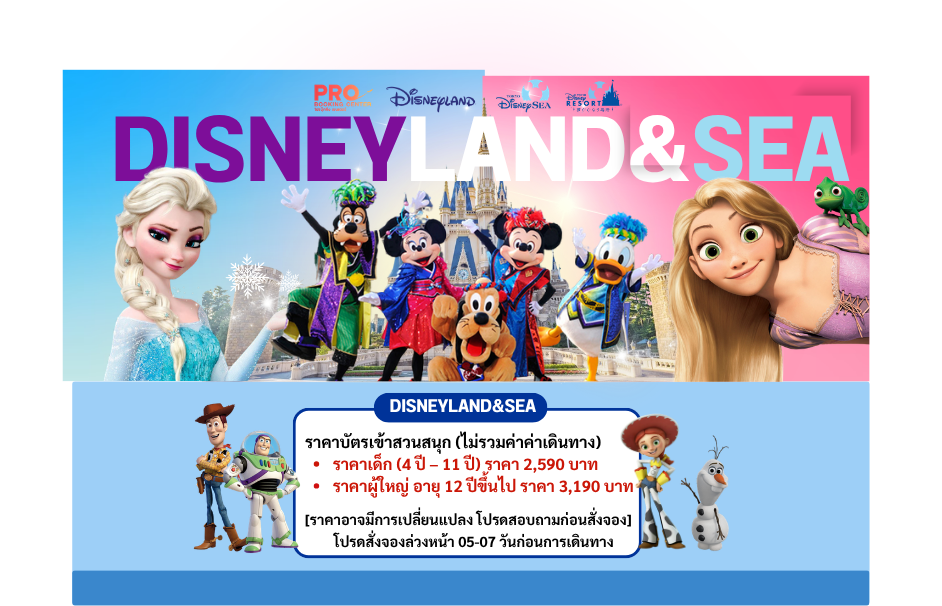 PRO
BOOKING
Disneyland
TOKYO
DisneySEA
Disney
RESORT
DISNEYLAND&SEA
DISNEYLAND&SEA
ราคาบัตรเข้าสวนสนุก (ไม่รวมค่าค่าเดินทาง)
• ราคาเด็ก (4 ปี – 11 ปี) ราคา 2,590 บาท
• ราคาผู้ใหญ่ อายุ 12 ปีขึ้นไป ราคา 3,190 บาท
[ราคาอาจมีการเปลี่ยนแปลง โปรดสอบถามก่อนสั่งจอง]
โปรดสั่งจองล่วงหน้า 05-07 วันก่อนการเดินทาง